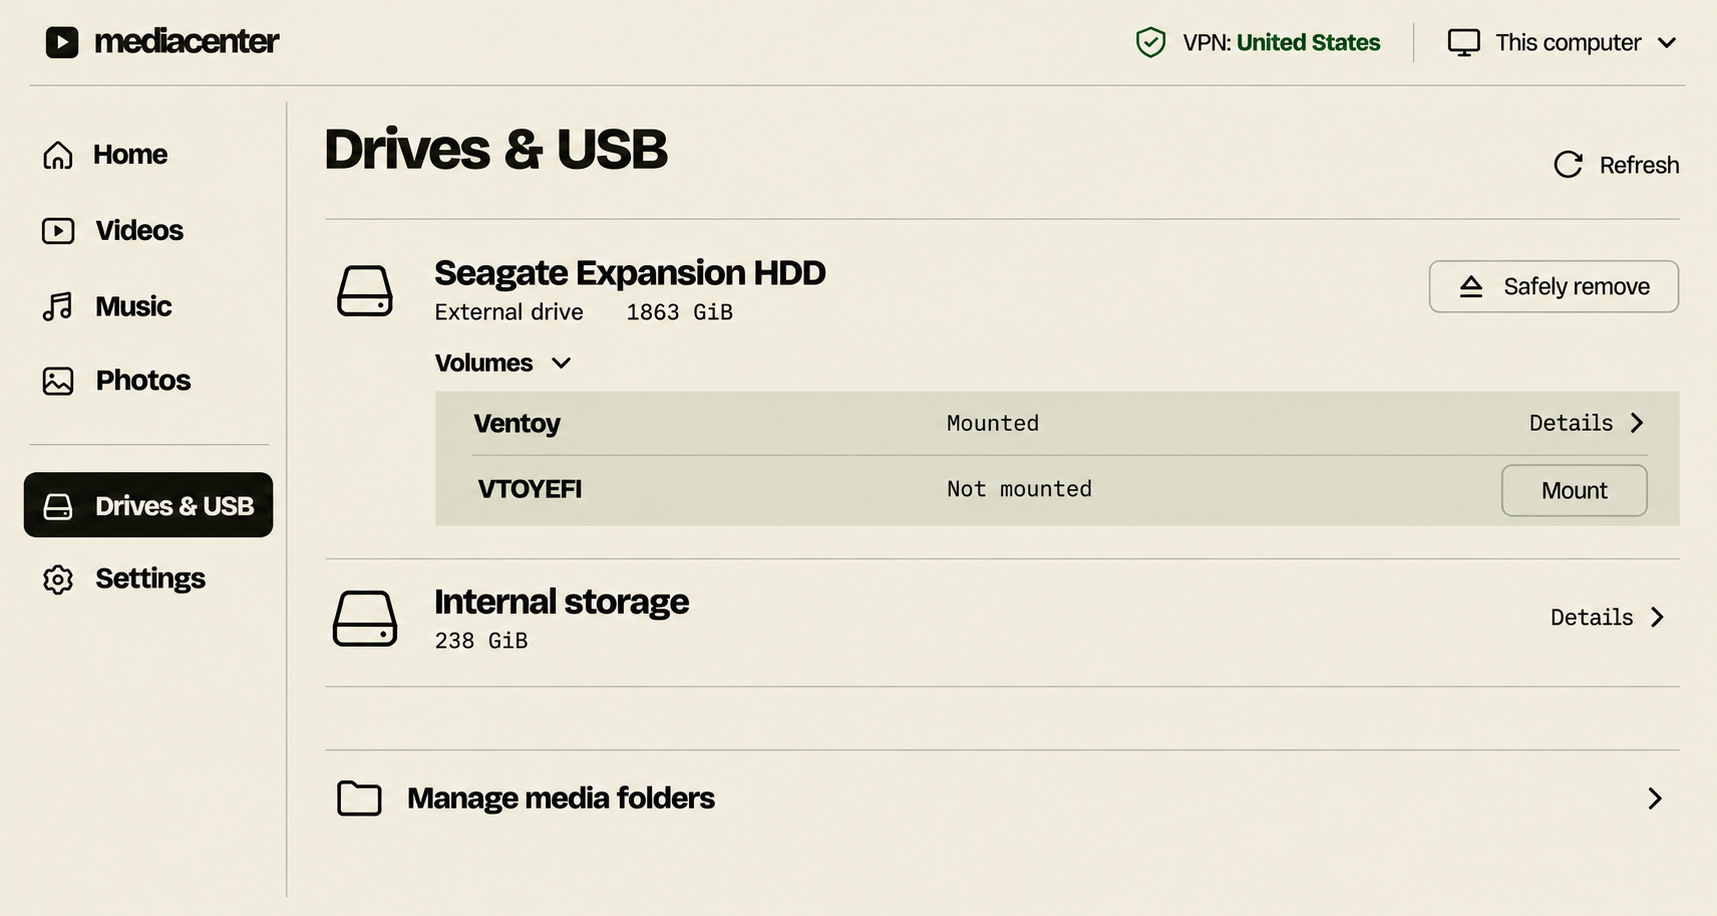 mediacenter
VPN: United States
This computer
Home
Videos
Music
Photos
Drives & USB
Settings
Drives & USB
Refresh
Seagate Expansion HDD
External drive 1863 GiB
Safely remove
Volumes
Ventoy Mounted Details
VTOYEFI Not mounted Mount
Internal storage
238 GiB
Details
Manage media folders